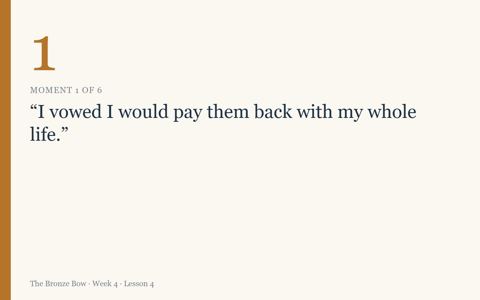 1
MOMENT 1 OF 6
“I vowed I would pay them back with my whole
life.”
The Bronze Bow · Week 4 · Lesson 4